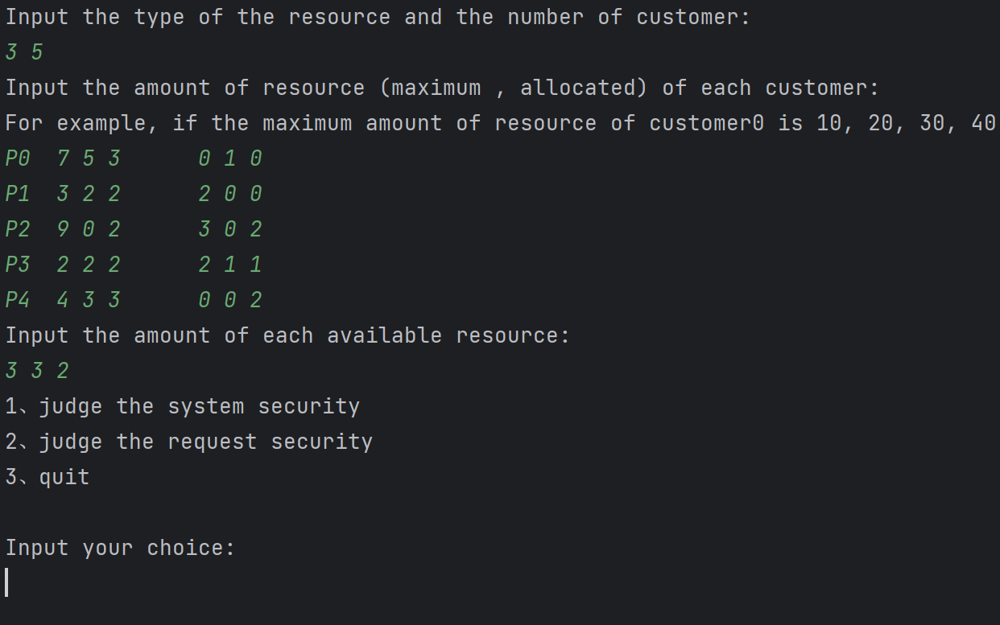 Input the type of the resource and the number of customer:
3 5
Input the amount of resource (maximum , allocated) of each customer:
For example, if the maximum amount of resource of customer0 is 10, 20, 30, 40
P0  7 5 3      0 1 0
P1  3 2 2      2 0 0
P2  9 0 2      3 0 2
P3  2 2 2      2 1 1
P4  4 3 3      0 0 2
Input the amount of each available resource:
3 3 2
1、judge the system security
2、judge the request security
3、quit
Input your choice: